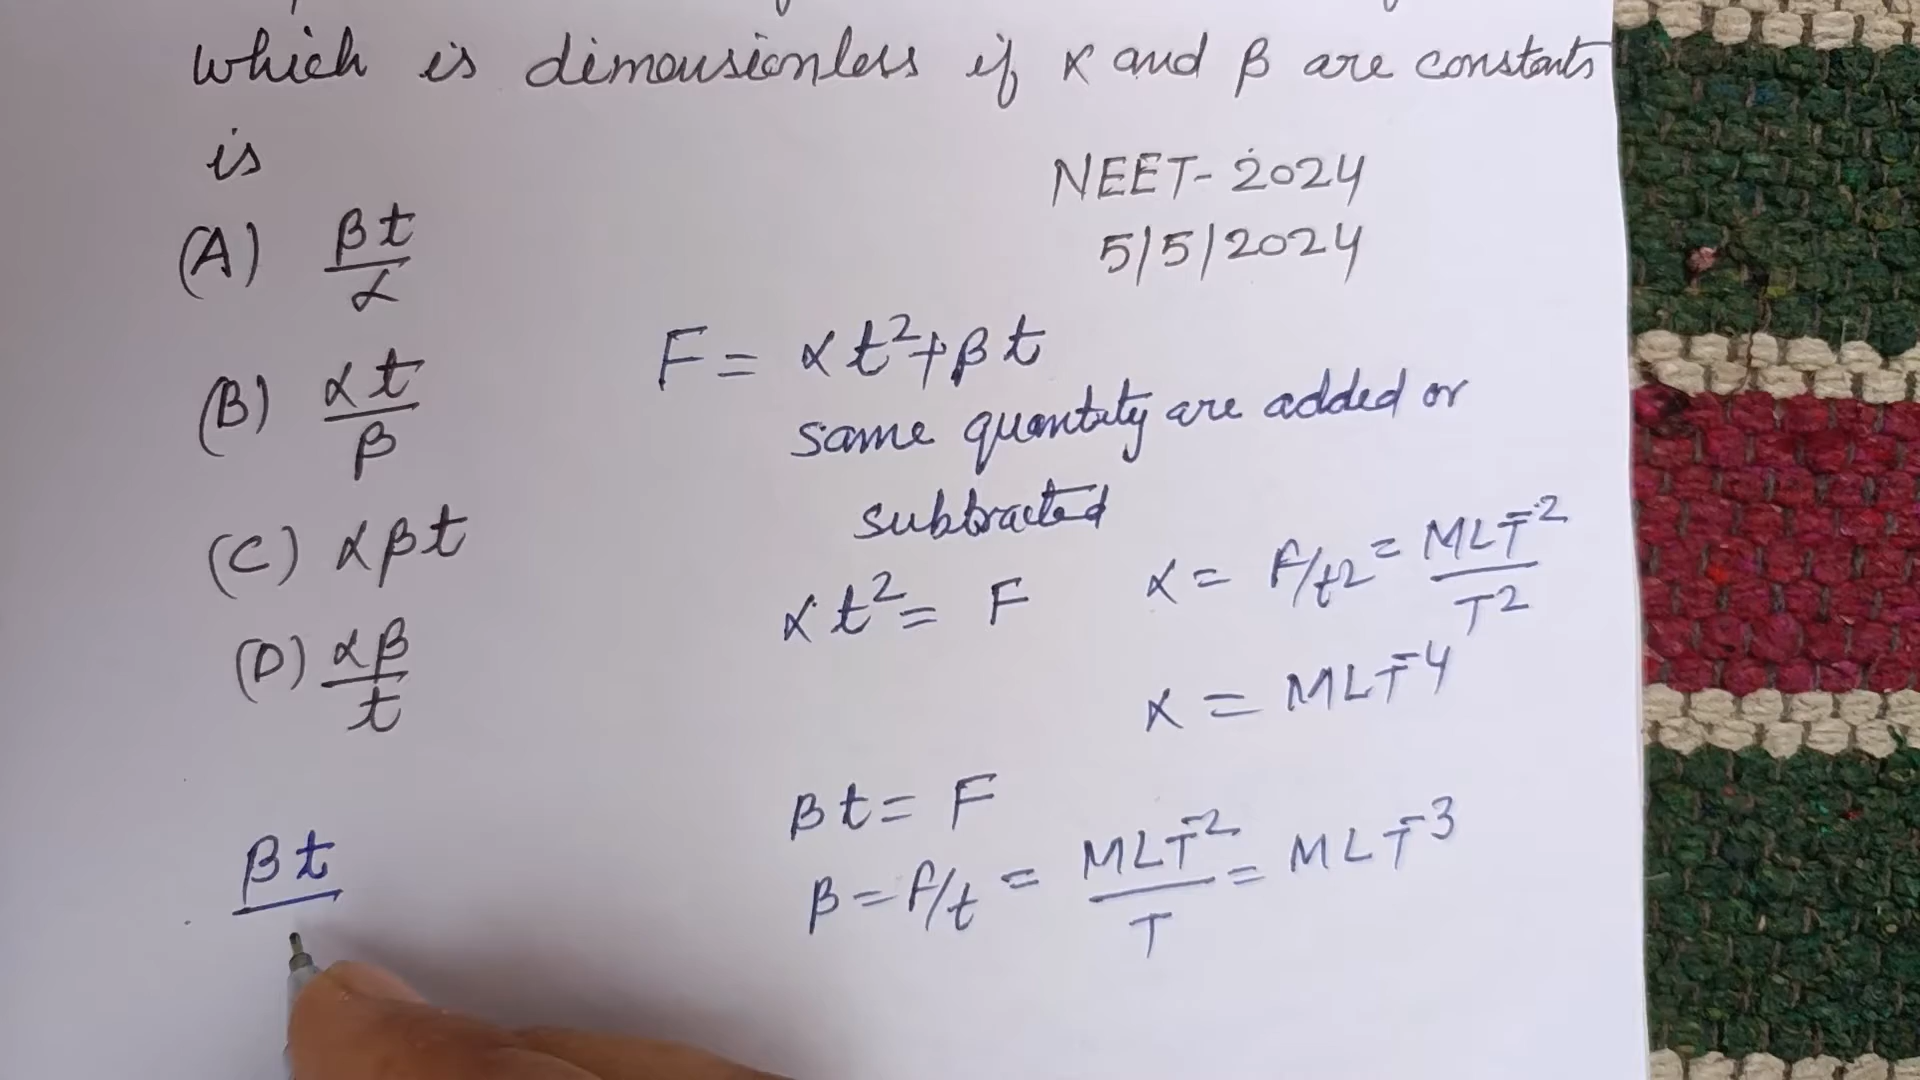 which is dimensionless if α and β are constants
is
NEET-2024
5/5/2024
(A) βt/α
(B) αt/β
(C) αβt
(D) αβ/t
F = αt²+βt
same quantity are added or
subtracted
αt² = F
α = F/t2 = MLT⁻²/T²
α = MLT⁻⁴
βt = F
β = F/t = MLT⁻²/T = MLT⁻³
βt